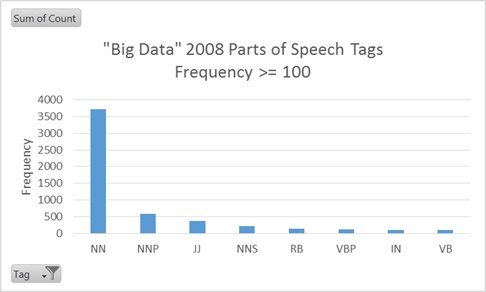 Sum of Count
"Big Data" 2008 Parts of Speech Tags
Frequency >= 100
Frequency
4000
3500
3000
2500
2000
1500
1000
500
0
NN NNP JJ NNS RB VBP IN VB
Tag